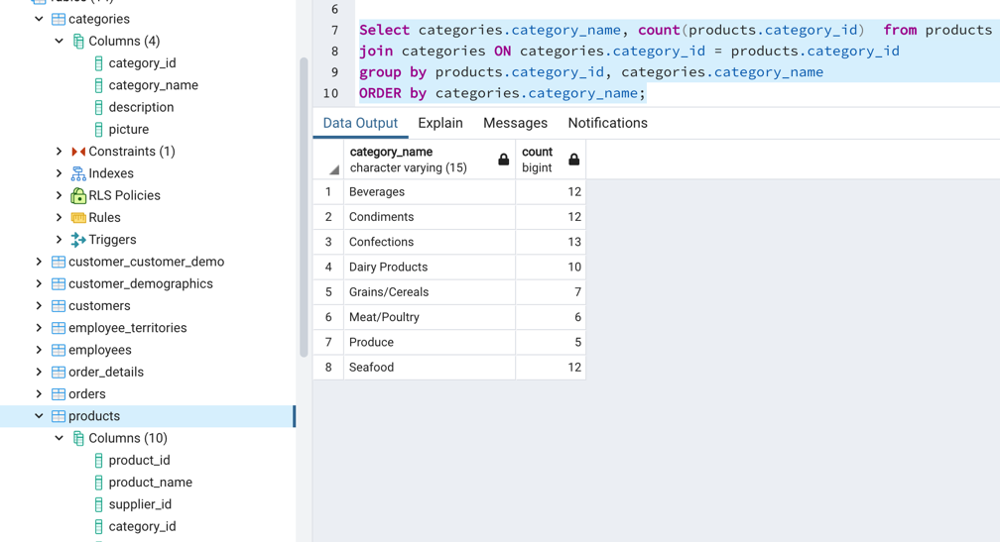 categories
Columns (4)
category_id
category_name
description
picture
Constraints (1)
Indexes
RLS Policies
Rules
Triggers
customer_customer_demo
customer_demographics
customers
employee_territories
employees
order_details
orders
products
Columns (10)
product_id
product_name
supplier_id
category_id
6
7 Select categories.category_name, count(products.category_id)  from products
8 join categories ON categories.category_id = products.category_id
9 group by products.category_id, categories.category_name
10 ORDER by categories.category_name;
Data Output Explain Messages Notifications
category_name count
character varying (15) bigint
1 Beverages 12
2 Condiments 12
3 Confections 13
4 Dairy Products 10
5 Grains/Cereals 7
6 Meat/Poultry 6
7 Produce 5
8 Seafood 12